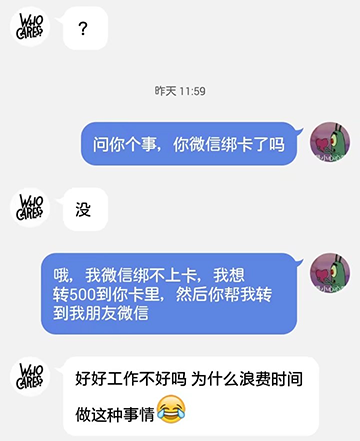 WHO
CARES
?
昨天 11:59
问你个事，你微信绑卡了吗
WHO
CARES
没
哦，我微信绑不上卡，我想
转500到你卡里，然后你帮我转
到我朋友微信
WHO
CARES
好好工作不好吗 为什么浪费时间
做这种事情😂